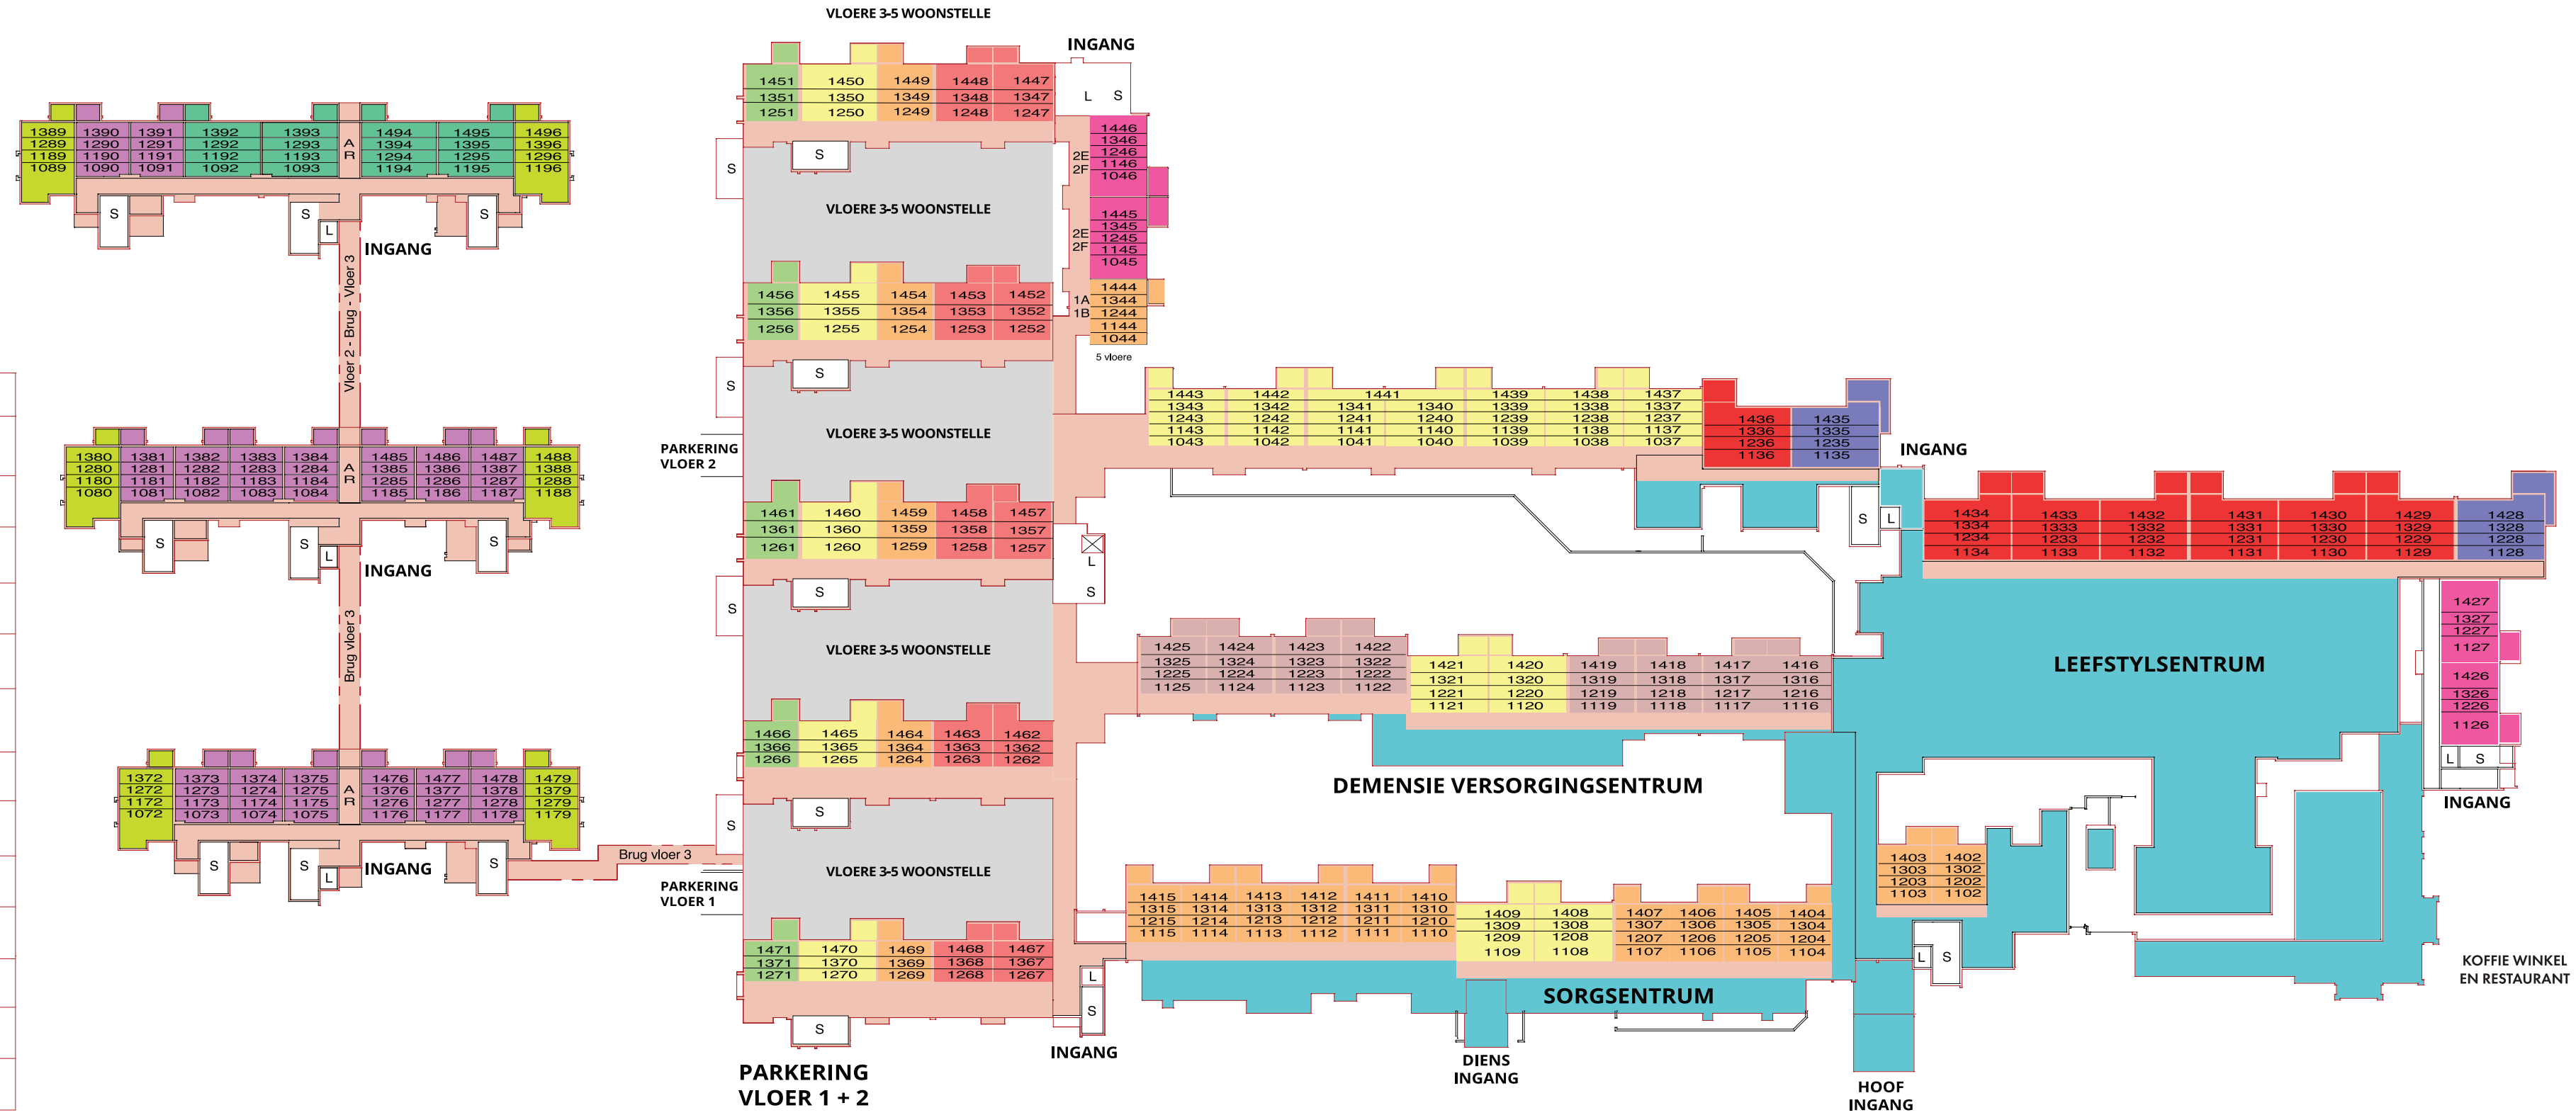 VLOERE 3-5 WOONSTELLE
INGANG
L S
1451 1450 1449 1448 1447
1351 1350 1349 1348 1347
1251 1250 1249 1248 1247
1389 1390 1391 1392 1393 1494 1495 1496
1289 1290 1291 1292 1293 1394 1395 1396
1189 1190 1191 1192 1193 1294 1295 1296
1089 1090 1091 1092 1093 1194 1195 1196
A
R
S S L S
INGANG
Vloer 2 - Brug - Vloer 3
1380 1381 1382 1383 1384 1485 1486 1487 1488
1280 1281 1282 1283 1284 1385 1386 1387 1388
1180 1181 1182 1183 1184 1285 1286 1287 1288
1080 1081 1082 1083 1084 1185 1186 1187 1188
A
R
S S L S
INGANG
Brug vloer 3
1372 1373 1374 1375 1476 1477 1478 1479
1272 1273 1274 1275 1376 1377 1378 1379
1172 1173 1174 1175 1276 1277 1278 1279
1072 1073 1074 1075 1176 1177 1178 1179
A
R
S S L S
INGANG
Brug vloer 3
S S
VLOERE 3-5 WOONSTELLE
1456 1455 1454 1453 1452
1356 1355 1354 1353 1352
1256 1255 1254 1253 1252
S S
VLOERE 3-5 WOONSTELLE
PARKERING
VLOER 2
1461 1460 1459 1458 1457
1361 1360 1359 1358 1357
1261 1260 1259 1258 1257
L
S
S S
VLOERE 3-5 WOONSTELLE
1466 1465 1464 1463 1462
1366 1365 1364 1363 1362
1266 1265 1264 1263 1262
S S
VLOERE 3-5 WOONSTELLE
PARKERING
VLOER 1
1471 1470 1469 1468 1467
1371 1370 1369 1368 1367
1271 1270 1269 1268 1267
S
L
S
INGANG
PARKERING
VLOER 1 + 2
1446
1346
2E 1246
2F 1146
1046
1445
1345
2E 1245
2F 1145
1045
1444
1A 1344
1B 1244
1144
1044
5 vloere
1443 1442 1441 1439 1438 1437
1343 1342 1341 1340 1339 1338 1337
1243 1242 1241 1240 1239 1238 1237
1143 1142 1141 1140 1139 1138 1137
1043 1042 1041 1040 1039 1038 1037
1436 1435
1336 1335
1236 1235
1136 1135
INGANG
S L
1434 1433 1432 1431 1430 1429 1428
1334 1333 1332 1331 1330 1329 1328
1234 1233 1232 1231 1230 1229 1228
1134 1133 1132 1131 1130 1129 1128
1427
1327
1227
1127
1426
1326
1226
1126
L S
INGANG
LEEFSTYLSENTRUM
1425 1424 1423 1422
1325 1324 1323 1322
1225 1224 1223 1222
1125 1124 1123 1122
1421 1420 1419 1418 1417 1416
1321 1320 1319 1318 1317 1316
1221 1220 1219 1218 1217 1216
1121 1120 1119 1118 1117 1116
DEMENSIE VERSORGINGSENTRUM
1415 1414 1413 1412 1411 1410
1315 1314 1313 1312 1311 1310
1215 1214 1213 1212 1211 1210
1115 1114 1113 1112 1111 1110
1409 1408 1407 1406 1405 1404
1309 1308 1307 1306 1305 1304
1209 1208 1207 1206 1205 1204
1109 1108 1107 1106 1105 1104
SORGSENTRUM
DIENS
INGANG
1403 1402
1303 1302
1203 1202
1103 1102
L S
HOOF
INGANG
KOFFIE WINKEL
EN RESTAURANT